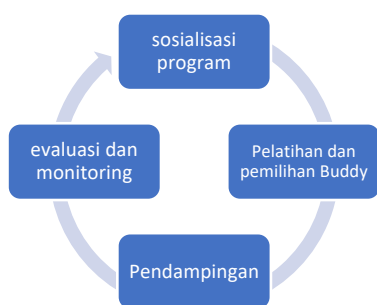 sosialisasi
program
Pelatihan dan
pemilihan Buddy
Pendampingan
evaluasi dan
monitoring